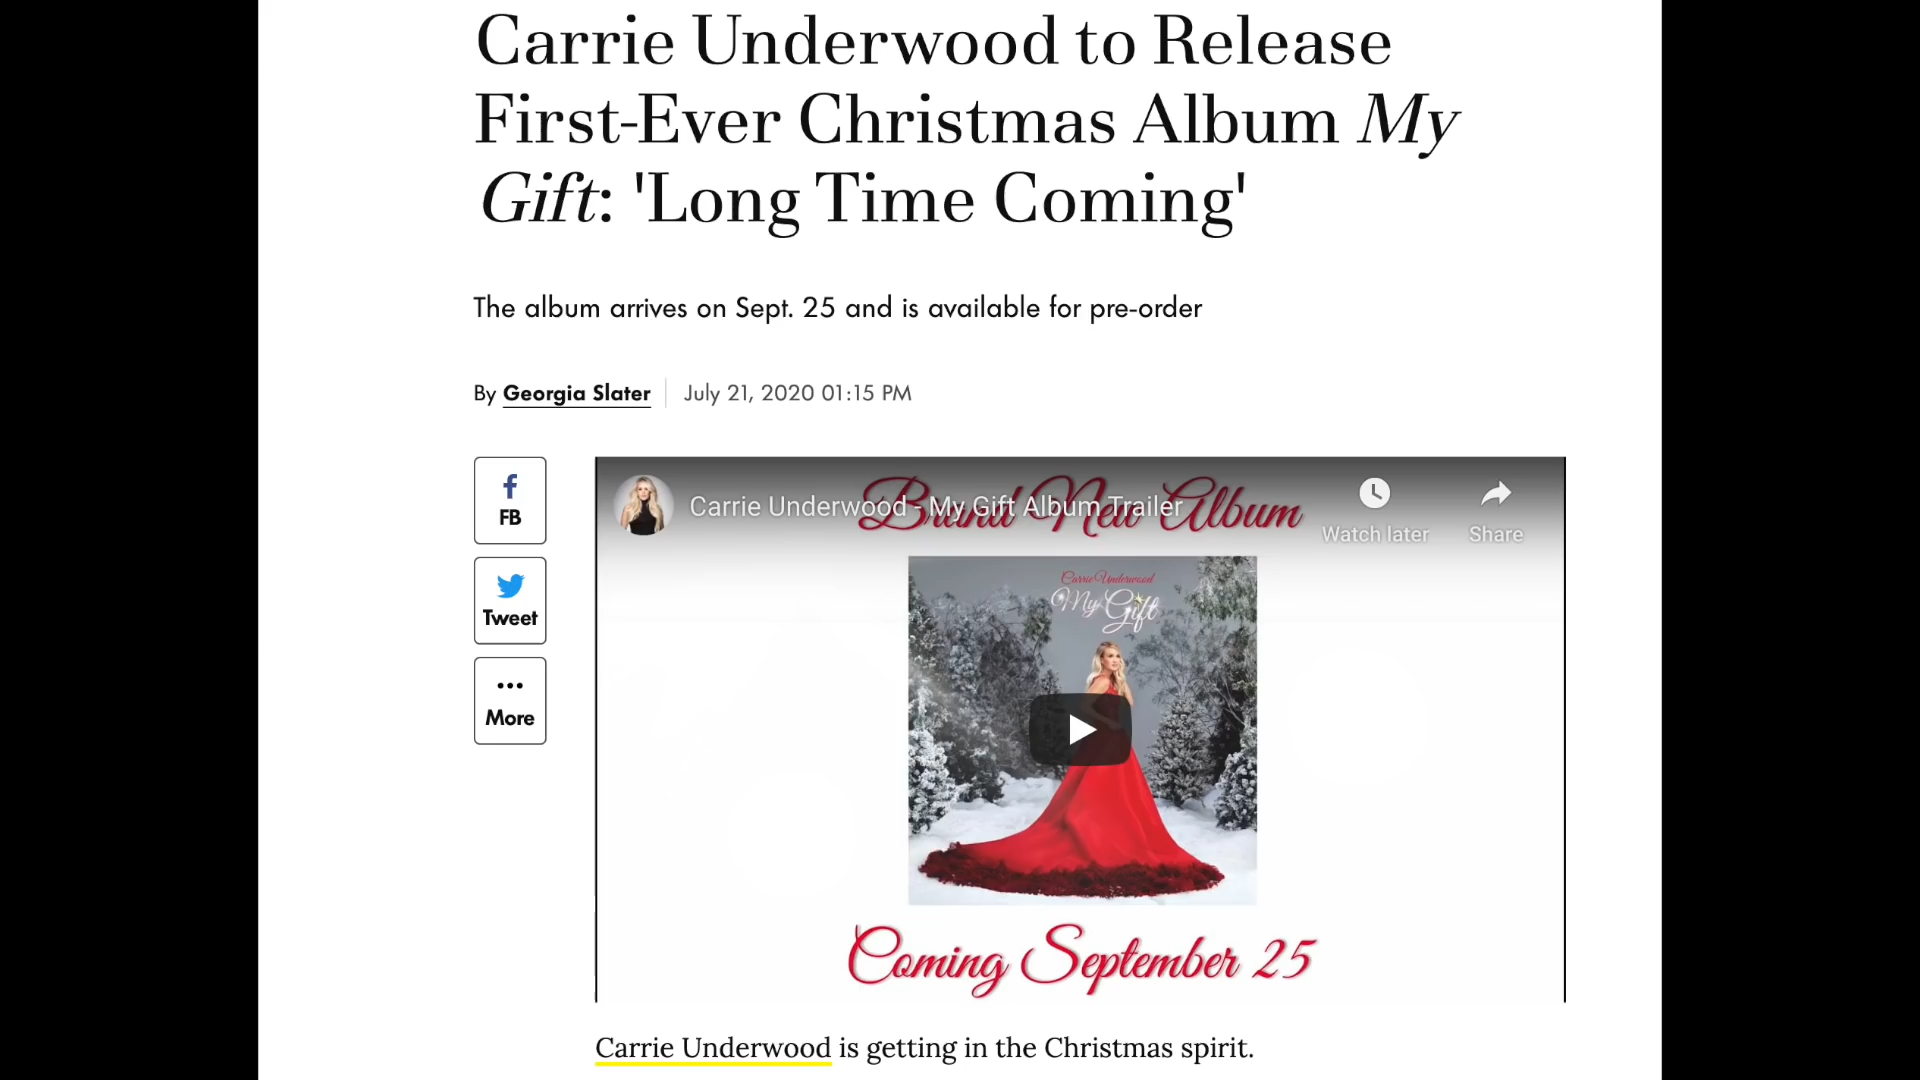 Carrie Underwood to Release
First-Ever Christmas Album My
Gift: 'Long Time Coming'
The album arrives on Sept. 25 and is available for pre-order
By Georgia Slater
July 21, 2020 01:15 PM
FB
Tweet
More
Carrie Underwood - My Gift Album Trailer
Brand New Album
Watch later
Share
Carrie Underwood
My Gift
Coming September 25
Carrie Underwood is getting in the Christmas spirit.